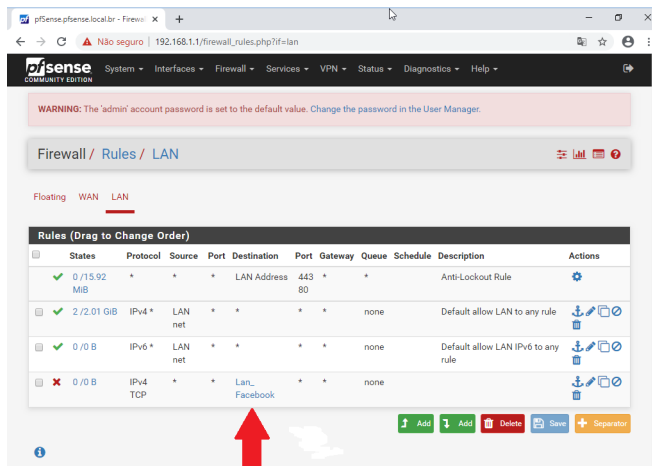 pfSense.pfsense.local.br - Firewal
Não seguro | 192.168.1.1/firewall_rules.php?if=lan
pfsense COMMUNITY EDITION System Interfaces Firewall Services VPN Status Diagnostics Help
WARNING: The 'admin' account password is set to the default value. Change the password in the User Manager.
Firewall / Rules / LAN
Floating WAN LAN
Rules (Drag to Change Order)
States Protocol Source Port Destination Port Gateway Queue Schedule Description Actions
0 /15.92 MiB * * * LAN Address 443 80 * * Anti-Lockout Rule
2 /2.01 GiB IPv4 * LAN net * * * * none Default allow LAN to any rule
0 /0 B IPv6 * LAN net * * * * none Default allow LAN IPv6 to any rule
0 /0 B IPv4 TCP * * Lan_ Facebook * * none
Add Add Delete Save Separator